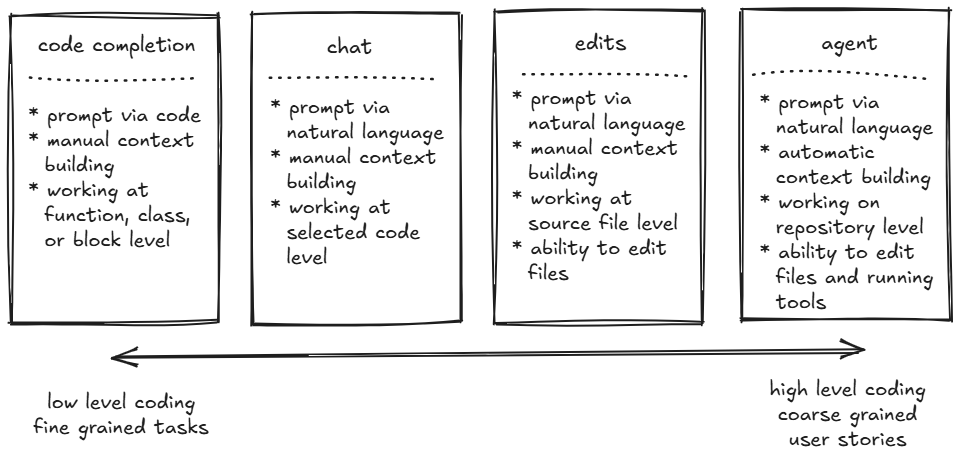 code completion
* prompt via code
* manual context
building
* working at
function, class,
or block level
chat
* prompt via
natural language
* manual context
building
* working at
selected code
level
edits
* prompt via
natural language
* manual context
building
* working at
source file level
* ability to edit
files
agent
* prompt via
natural language
* automatic
context building
* working on
repository level
* ability to edit
files and running
tools
low level coding
fine grained tasks
high level coding
coarse grained
user stories